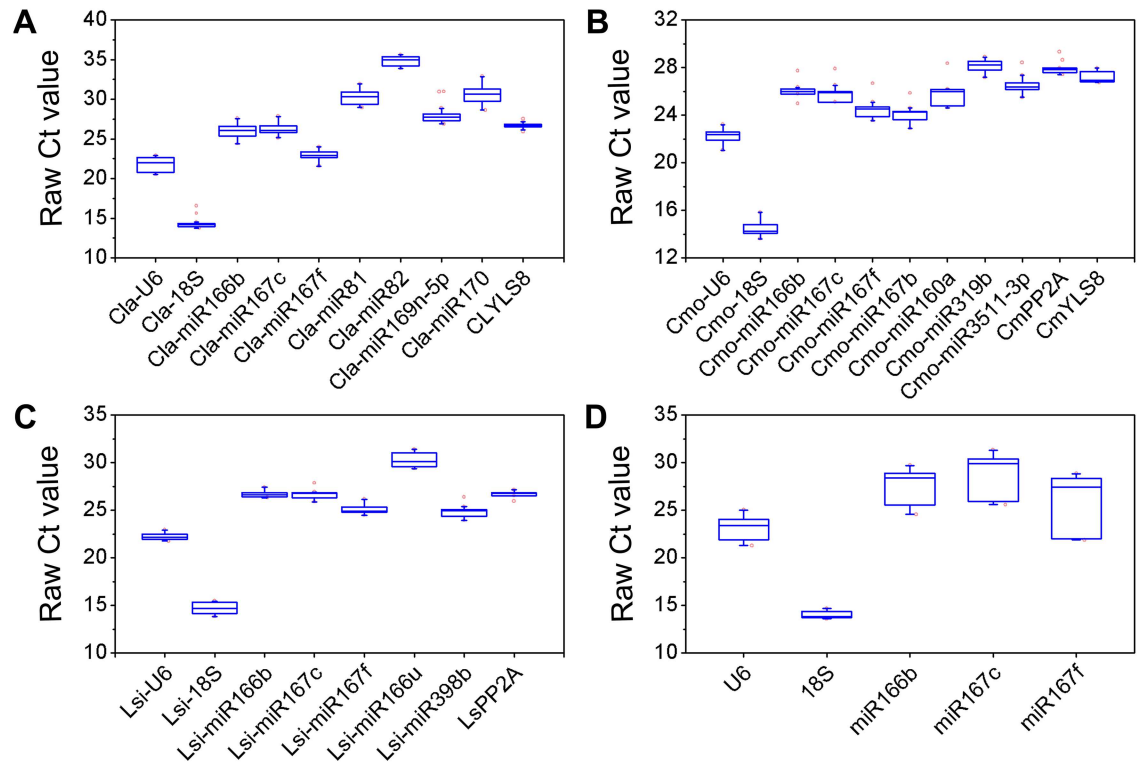 A
Raw Ct value
40
35
30
25
20
15
10
Cla-U6
Cla-18S
Cla-miR166b
Cla-miR167c
Cla-miR167f
Cla-miR81
Cla-miR82
Cla-miR169n-5p
Cla-miR170
CLYLS8
B
Raw Ct value
32
28
24
20
16
12
Cmo-U6
Cmo-18S
Cmo-miR166b
Cmo-miR167c
Cmo-miR167f
Cmo-miR167b
Cmo-miR160a
Cmo-miR319b
Cmo-miR3511-3p
CmPP2A
CmYLS8
C
Raw Ct value
35
30
25
20
15
10
Lsi-U6
Lsi-18S
Lsi-miR166b
Lsi-miR167c
Lsi-miR167f
Lsi-miR166u
Lsi-miR398b
LsPP2A
D
Raw Ct value
35
30
25
20
15
10
U6
18S
miR166b
miR167c
miR167f